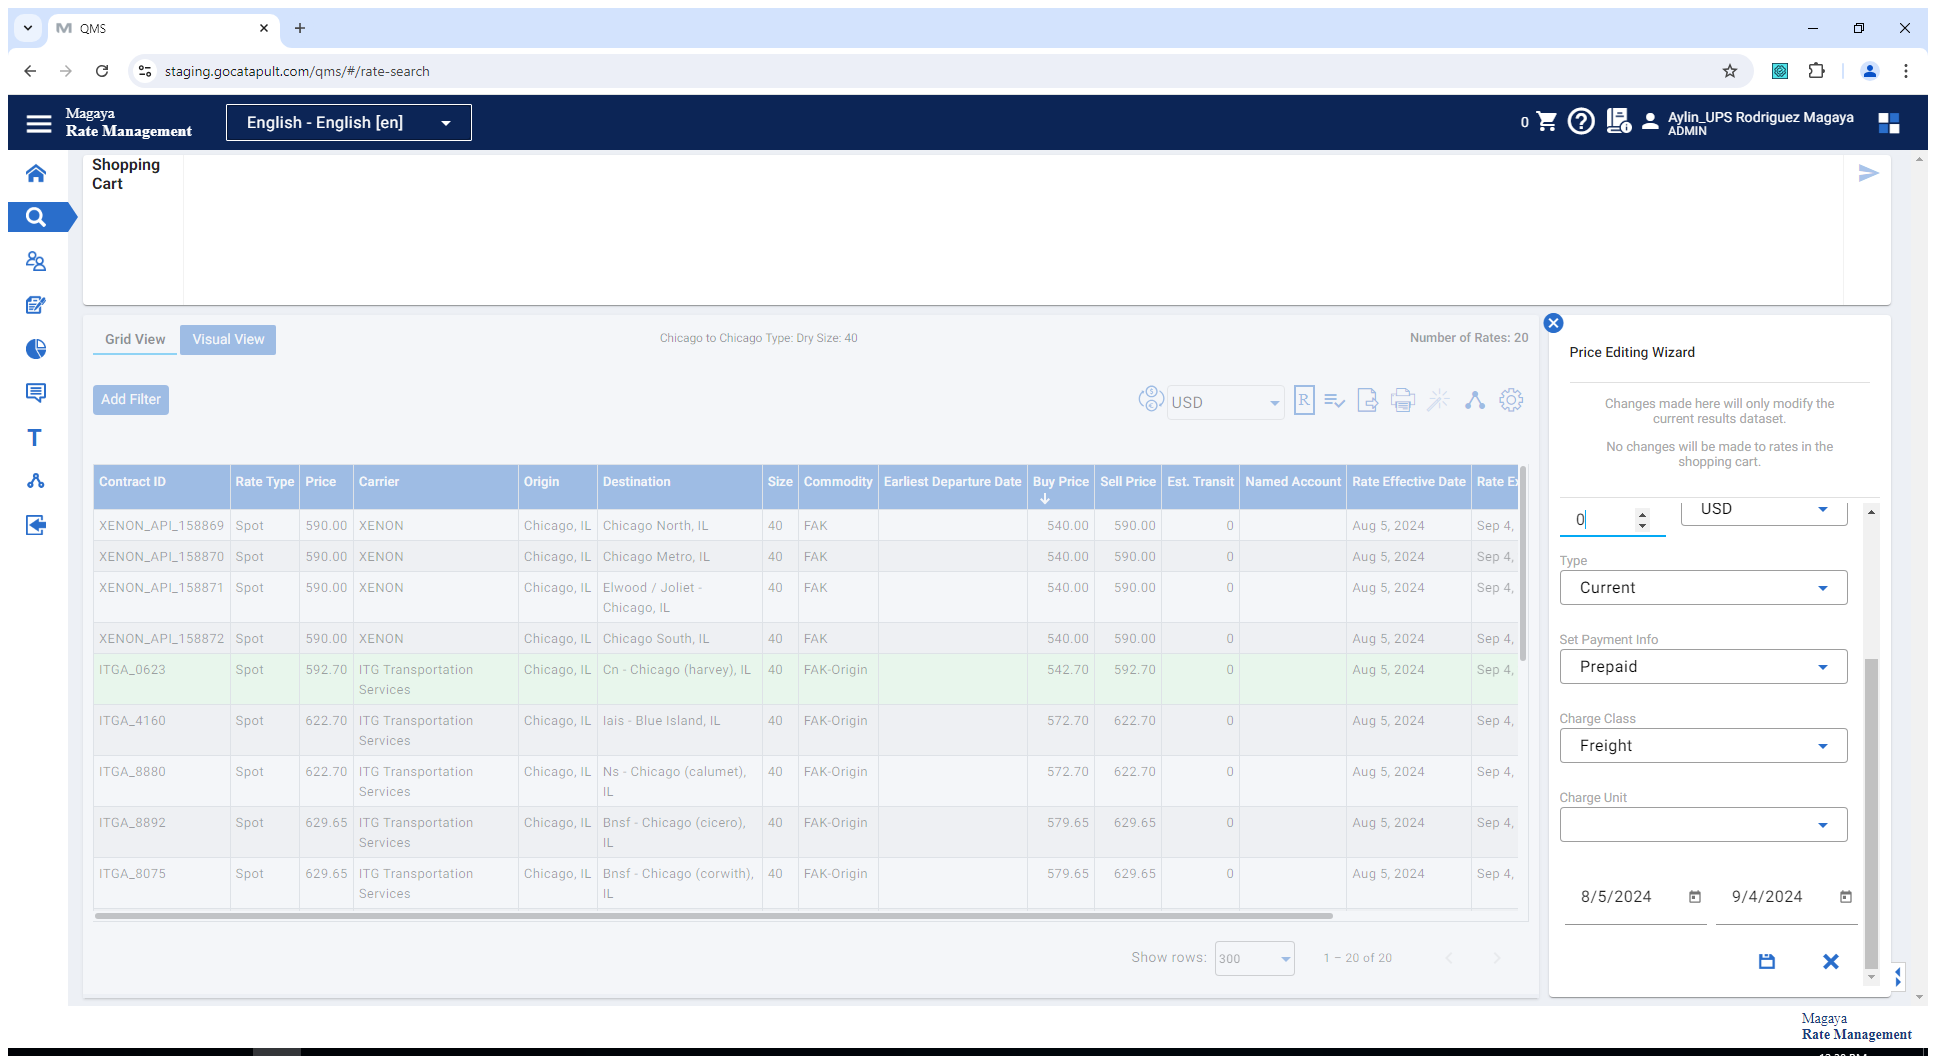 QMS
staging.gocatapult.com/qms/#/rate-search
Magaya
Rate Management
English - English [en]
0
Aylin_UPS Rodriguez Magaya
ADMIN
Shopping
Cart
Grid View
Visual View
Chicago to Chicago Type: Dry Size: 40
Number of Rates: 20
Add Filter
USD
R
Contract ID Rate Type Price Carrier Origin Destination Size Commodity Earliest Departure Date Buy Price Sell Price Est. Transit Named Account Rate Effective Date Rate Ex
XENON_API_158869 Spot 590.00 XENON Chicago, IL Chicago North, IL 40 FAK 540.00 590.00 0 Aug 5, 2024 Sep 4,
XENON_API_158870 Spot 590.00 XENON Chicago, IL Chicago Metro, IL 40 FAK 540.00 590.00 0 Aug 5, 2024 Sep 4,
XENON_API_158871 Spot 590.00 XENON Chicago, IL Elwood / Joliet - 40 FAK 540.00 590.00 0 Aug 5, 2024 Sep 4,
Chicago, IL
XENON_API_158872 Spot 590.00 XENON Chicago, IL Chicago South, IL 40 FAK 540.00 590.00 0 Aug 5, 2024 Sep 4,
ITGA_0623 Spot 592.70 ITG Transportation Chicago, IL Cn - Chicago (harvey), IL 40 FAK-Origin 542.70 592.70 0 Aug 5, 2024 Sep 4,
Services
ITGA_4160 Spot 622.70 ITG Transportation Chicago, IL Iais - Blue Island, IL 40 FAK-Origin 572.70 622.70 0 Aug 5, 2024 Sep 4,
Services
ITGA_8880 Spot 622.70 ITG Transportation Chicago, IL Ns - Chicago (calumet), 40 FAK-Origin 572.70 622.70 0 Aug 5, 2024 Sep 4,
Services IL
ITGA_8892 Spot 629.65 ITG Transportation Chicago, IL Bnsf - Chicago (cicero), 40 FAK-Origin 579.65 629.65 0 Aug 5, 2024 Sep 4,
Services IL
ITGA_8075 Spot 629.65 ITG Transportation Chicago, IL Bnsf - Chicago (corwith), 40 FAK-Origin 579.65 629.65 0 Aug 5, 2024 Sep 4,
Services IL
Show rows: 300 1 – 20 of 20
Price Editing Wizard
Changes made here will only modify the
current results dataset.
No changes will be made to rates in the
shopping cart.
0 USD
Type
Current
Set Payment Info
Prepaid
Charge Class
Freight
Charge Unit
8/5/2024 9/4/2024
Magaya
Rate Management